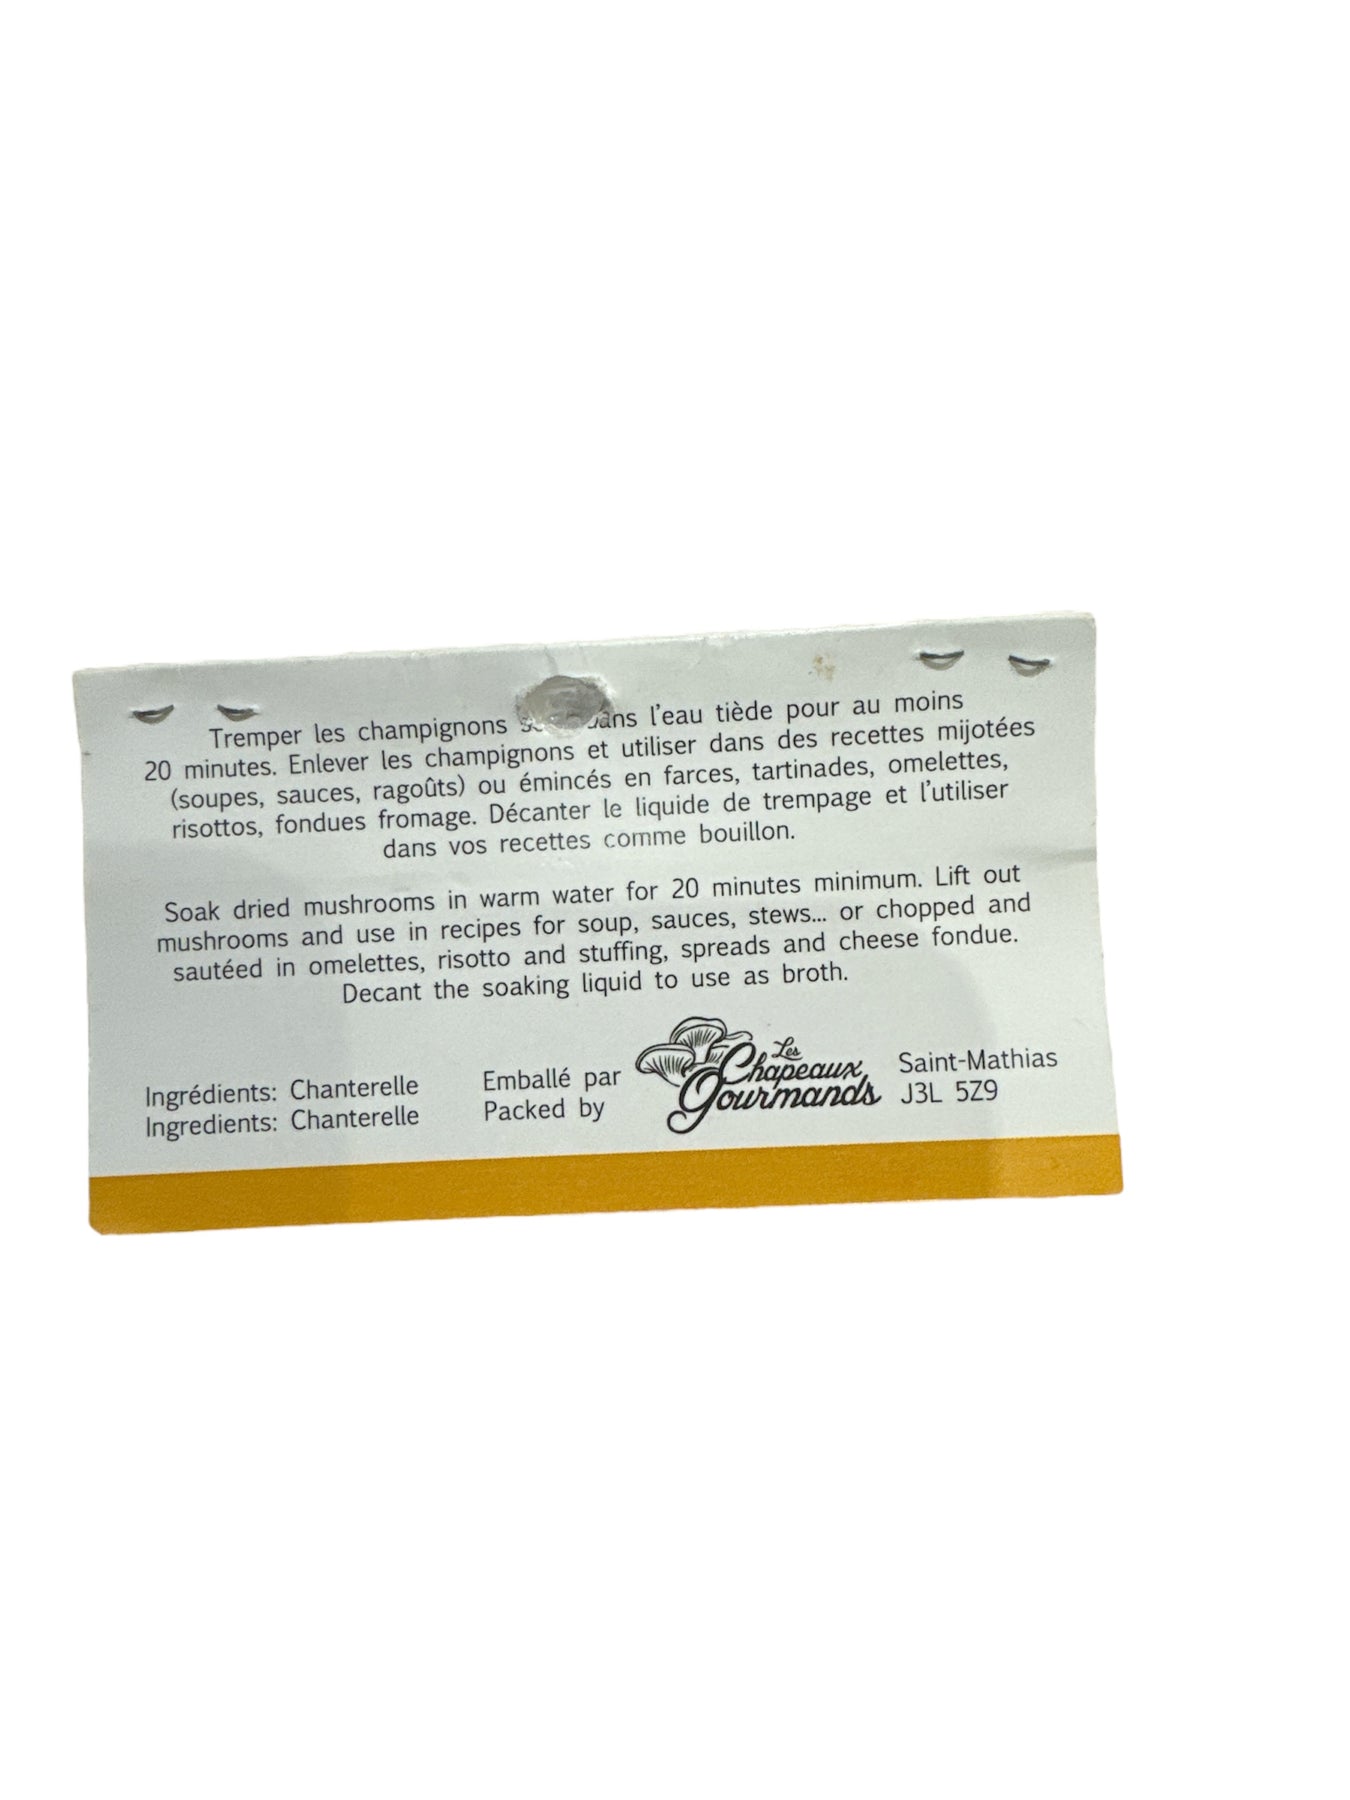 Tremper les champignons dans l'eau tiède pour au moins
20 minutes. Enlever les champignons et utiliser dans des recettes mijotées
(soupes, sauces, ragoûts) ou émincés en farces, tartinades, omelettes,
risottos, fondues fromage. Décanter le liquide de trempage et l'utiliser
dans vos recettes comme bouillon.
Soak dried mushrooms in warm water for 20 minutes minimum. Lift out
mushrooms and use in recipes for soup, sauces, stews... or chopped and
sautéed in omelettes, risotto and stuffing, spreads and cheese fondue.
Decant the soaking liquid to use as broth.
Ingrédients: Chanterelle
Ingredients: Chanterelle
Emballé par
Packed by
Les
Chapeaux
Gourmands
Saint-Mathias
J3L 5Z9